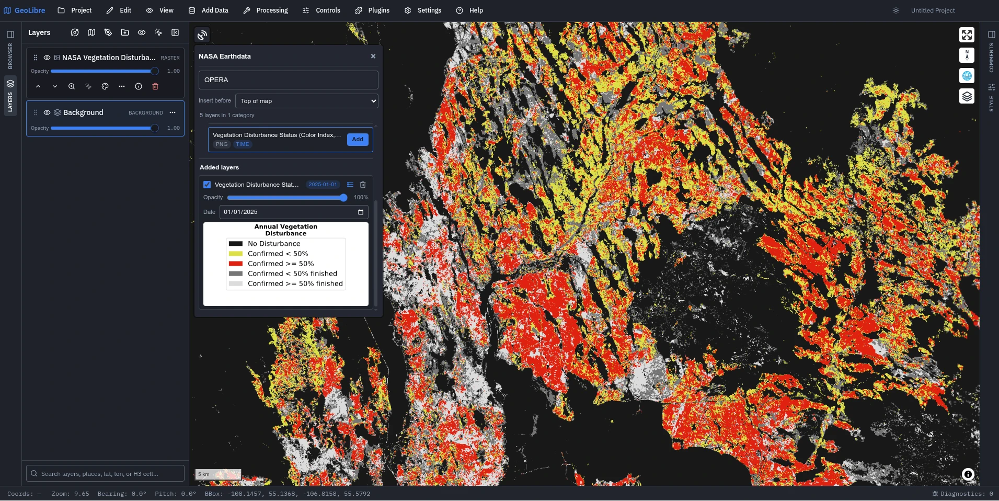 GeoLibre Project Edit View Add Data Processing Controls Plugins Settings Help Untitled Project
BROWSER
LAYERS
Layers
NASA Vegetation Disturba... RASTER
Opacity 1.00
Background BACKGROUND
Opacity 1.00
Search layers, places, lat, lon, or H3 cell...
NASA Earthdata
OPERA
Insert before Top of map
5 layers in 1 category
Vegetation Disturbance Status (Color Index,...
PNG TIME
Add
Added layers
Vegetation Disturbance Stat... 2025-01-01
Opacity 100%
Date 01/01/2025
Annual Vegetation
Disturbance
No Disturbance
Confirmed < 50%
Confirmed >= 50%
Confirmed < 50% finished
Confirmed >= 50% finished
5 km
N
COMMENTS
STYLE
Coords: — Zoom: 9.65 Bearing: 0.0° Pitch: 0.0° BBox: -108.1457, 55.1368, -106.8158, 55.5792 Diagnostics: 0